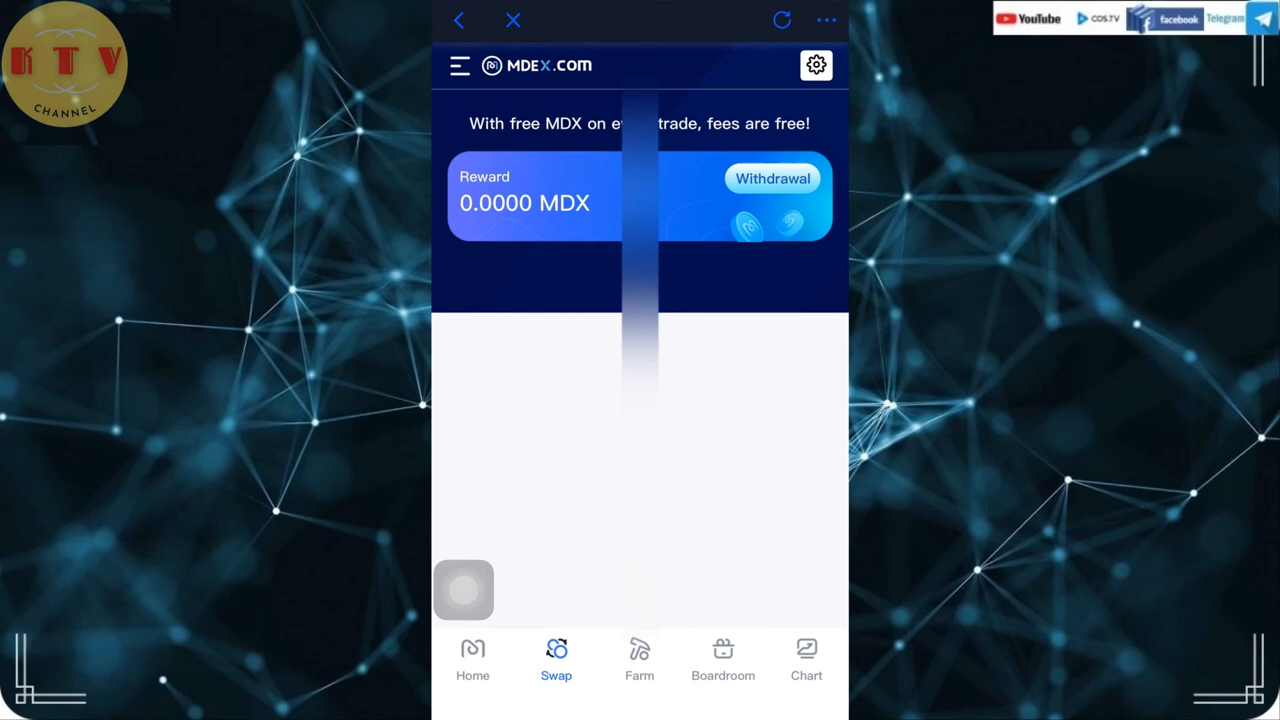 KTV
CHANNEL
YouTube
COS.TV
facebook
Telegram
MDEX.COM
With free MDX on e trade, fees are free!
Reward
Withdrawal
0.0000 MDX
Home
Swap
Farm
Boardroom
Chart